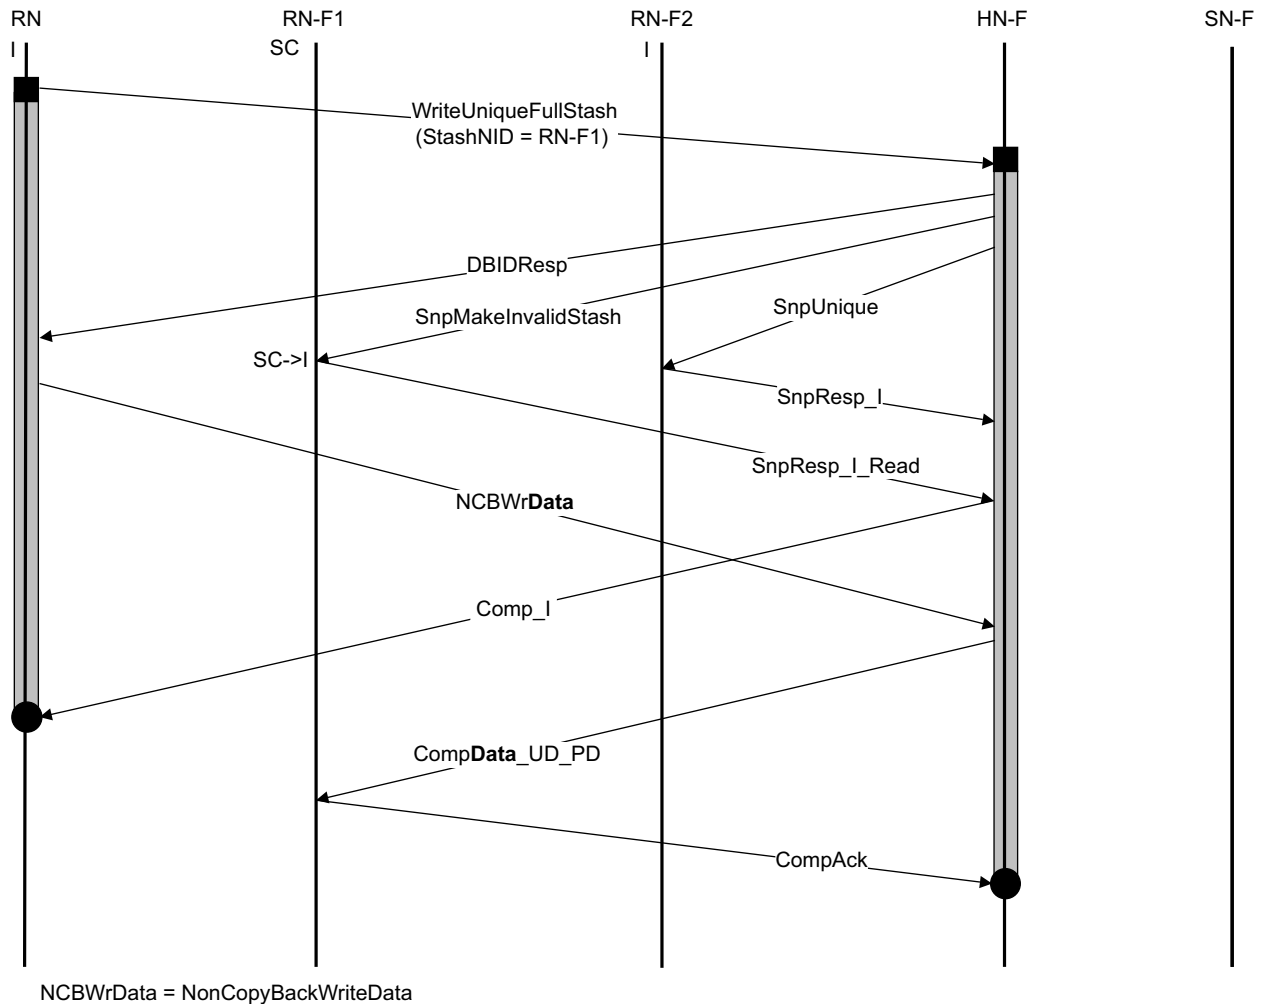 RN RN-F1 RN-F2 HN-F SN-F
I SC I
WriteUniqueFullStash
(StashNID = RN-F1)
DBIDResp
SnpUnique
SnpMakeInvalidStash
SC->I
SnpResp_I
SnpResp_I_Read
NCBWrData
Comp_I
CompData_UD_PD
CompAck
NCBWrData = NonCopyBackWriteData